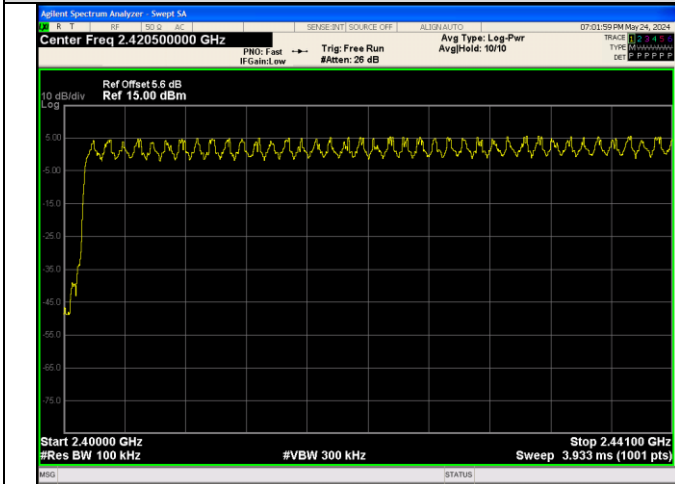 Agilent Spectrum Analyzer - Swept SA
R T RF 50 Ω AC SENSE:INT SOURCE OFF ALIGNAUTO 07:01:59 PM May 24, 2024
Center Freq 2.420500000 GHz Avg Type: Log-Pwr TRACE 1 2 3 4 5 6
PNO: Fast Trig: Free Run Avg|Hold: 10/10 TYPE M
IFGain:Low #Atten: 26 dB DET P P P P P P
Ref Offset 5.6 dB
10 dB/div Ref 15.00 dBm
Log
5.00
-5.00
-15.0
-25.0
-35.0
-45.0
-55.0
-65.0
-75.0
Start 2.40000 GHz Stop 2.44100 GHz
#Res BW 100 kHz #VBW 300 kHz Sweep 3.933 ms (1001 pts)
MSG STATUS